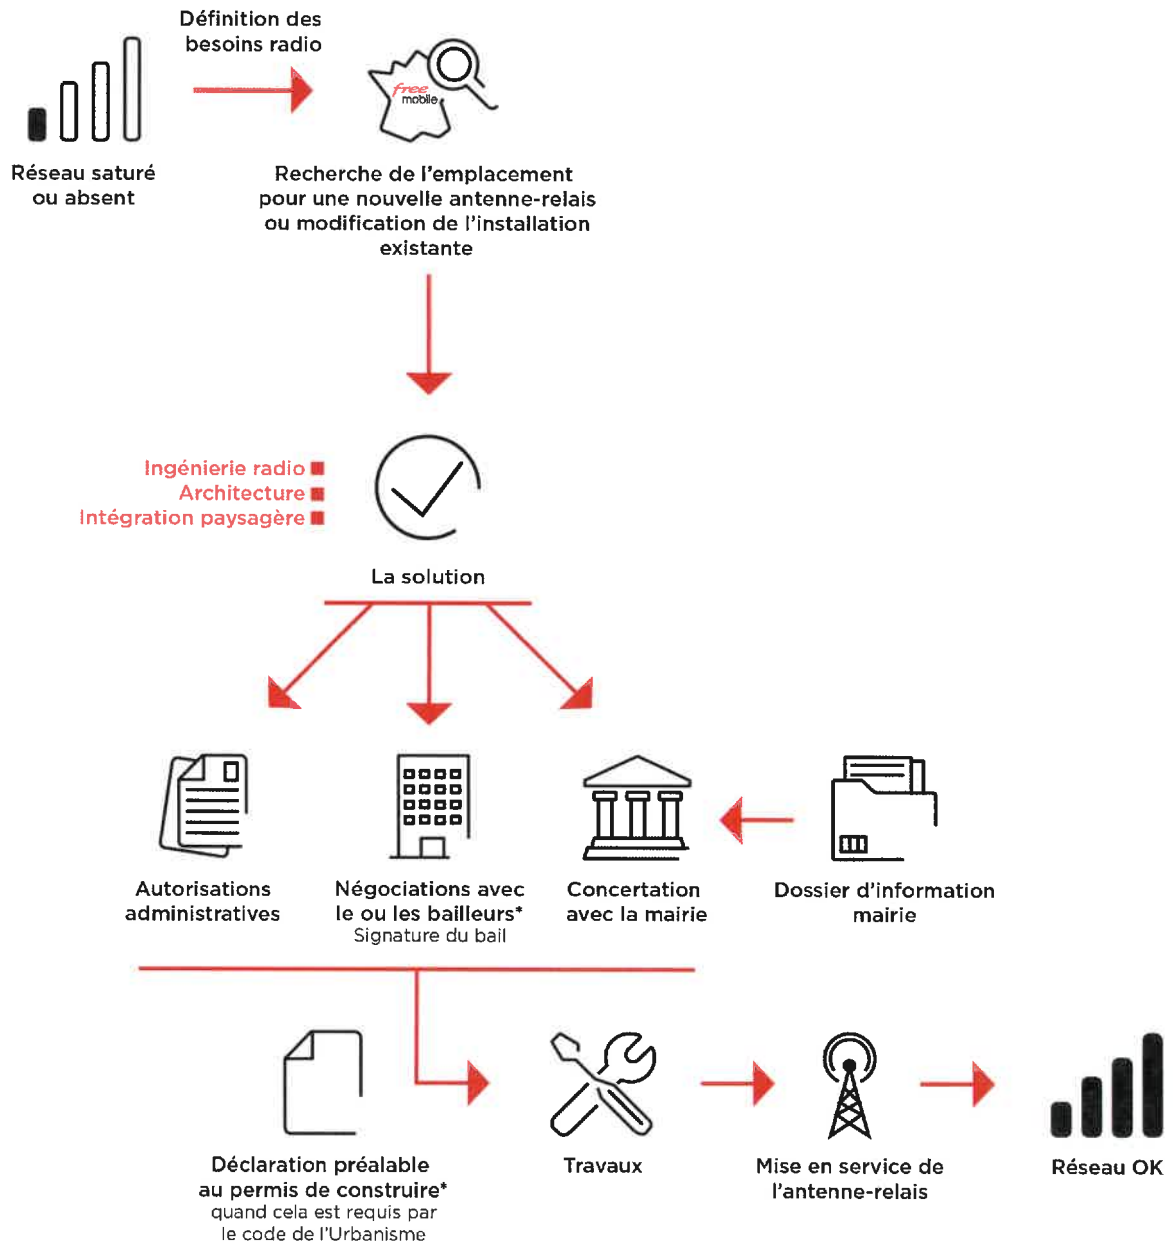 Définition des
besoins radio
free
mobile
Réseau saturé
ou absent
Recherche de l'emplacement
pour une nouvelle antenne-relais
ou modification de l'installation
existante
Ingénierie radio
Architecture
Intégration paysagère
La solution
Autorisations
administratives
Négociations avec
le ou les bailleurs*
Signature du bail
Concertation
avec la mairie
Dossier d'information
mairie
Déclaration préalable
au permis de construire*
quand cela est requis par
le code de l'Urbanisme
Travaux
Mise en service de
l'antenne-relais
Réseau OK